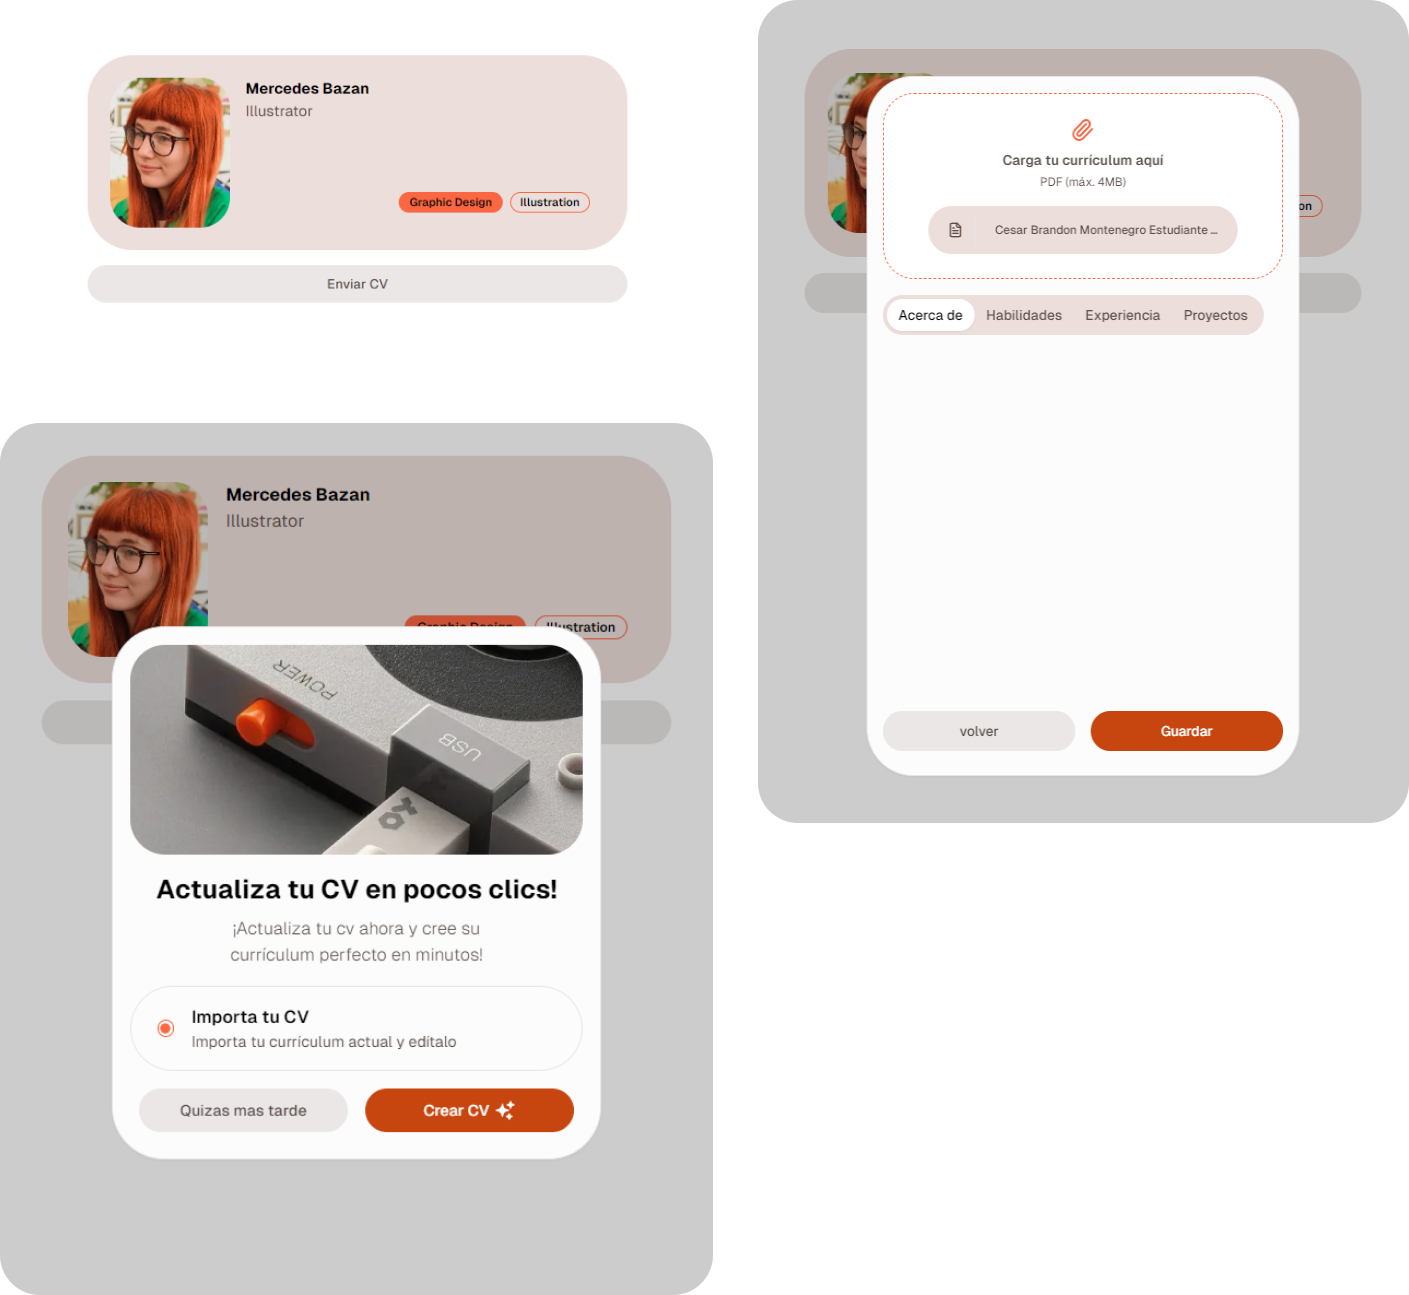 Mercedes Bazan
Illustrator
Graphic Design
Illustration
Enviar CV
Mercedes Bazan
Illustrator
Graphic Design
Illustration
POWER
USB
Actualiza tu CV en pocos clics!
¡Actualiza tu cv ahora y cree su
currículum perfecto en minutos!
Importa tu CV
Importa tu currículum actual y edítalo
Quizas mas tarde
Crear CV
Carga tu currículum aquí
PDF (máx. 4MB)
Cesar Brandon Montenegro Estudiante ...
on
Acerca de
Habilidades
Experiencia
Proyectos
volver
Guardar